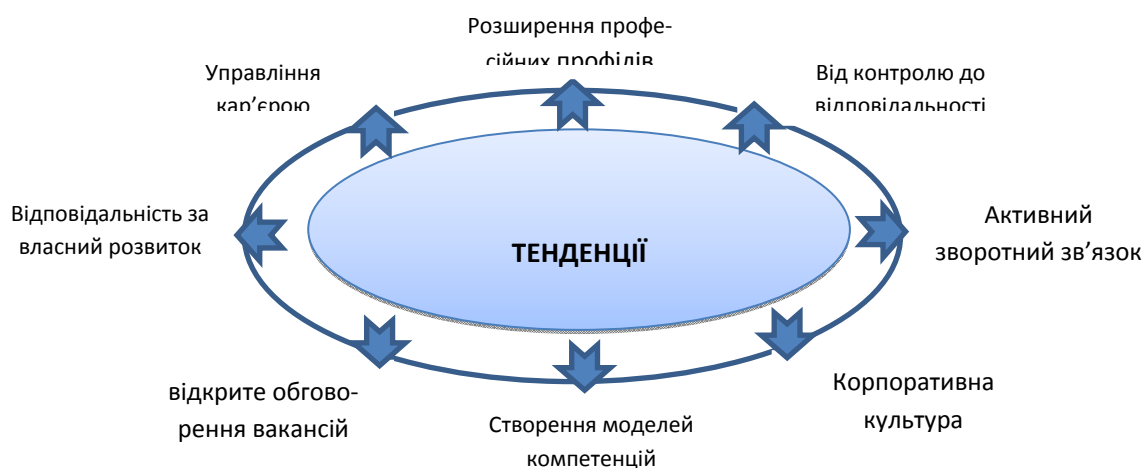 Розширення профе-
сійних профілів
Управління
кар’єрою
Від контролю до
відповідальності
Відповідальність за
власний розвиток
ТЕНДЕНЦІЇ
Активний
зворотний зв’язок
відкрите обгово-
рення вакансій
Створення моделей
компетенцій
Корпоративна
культура